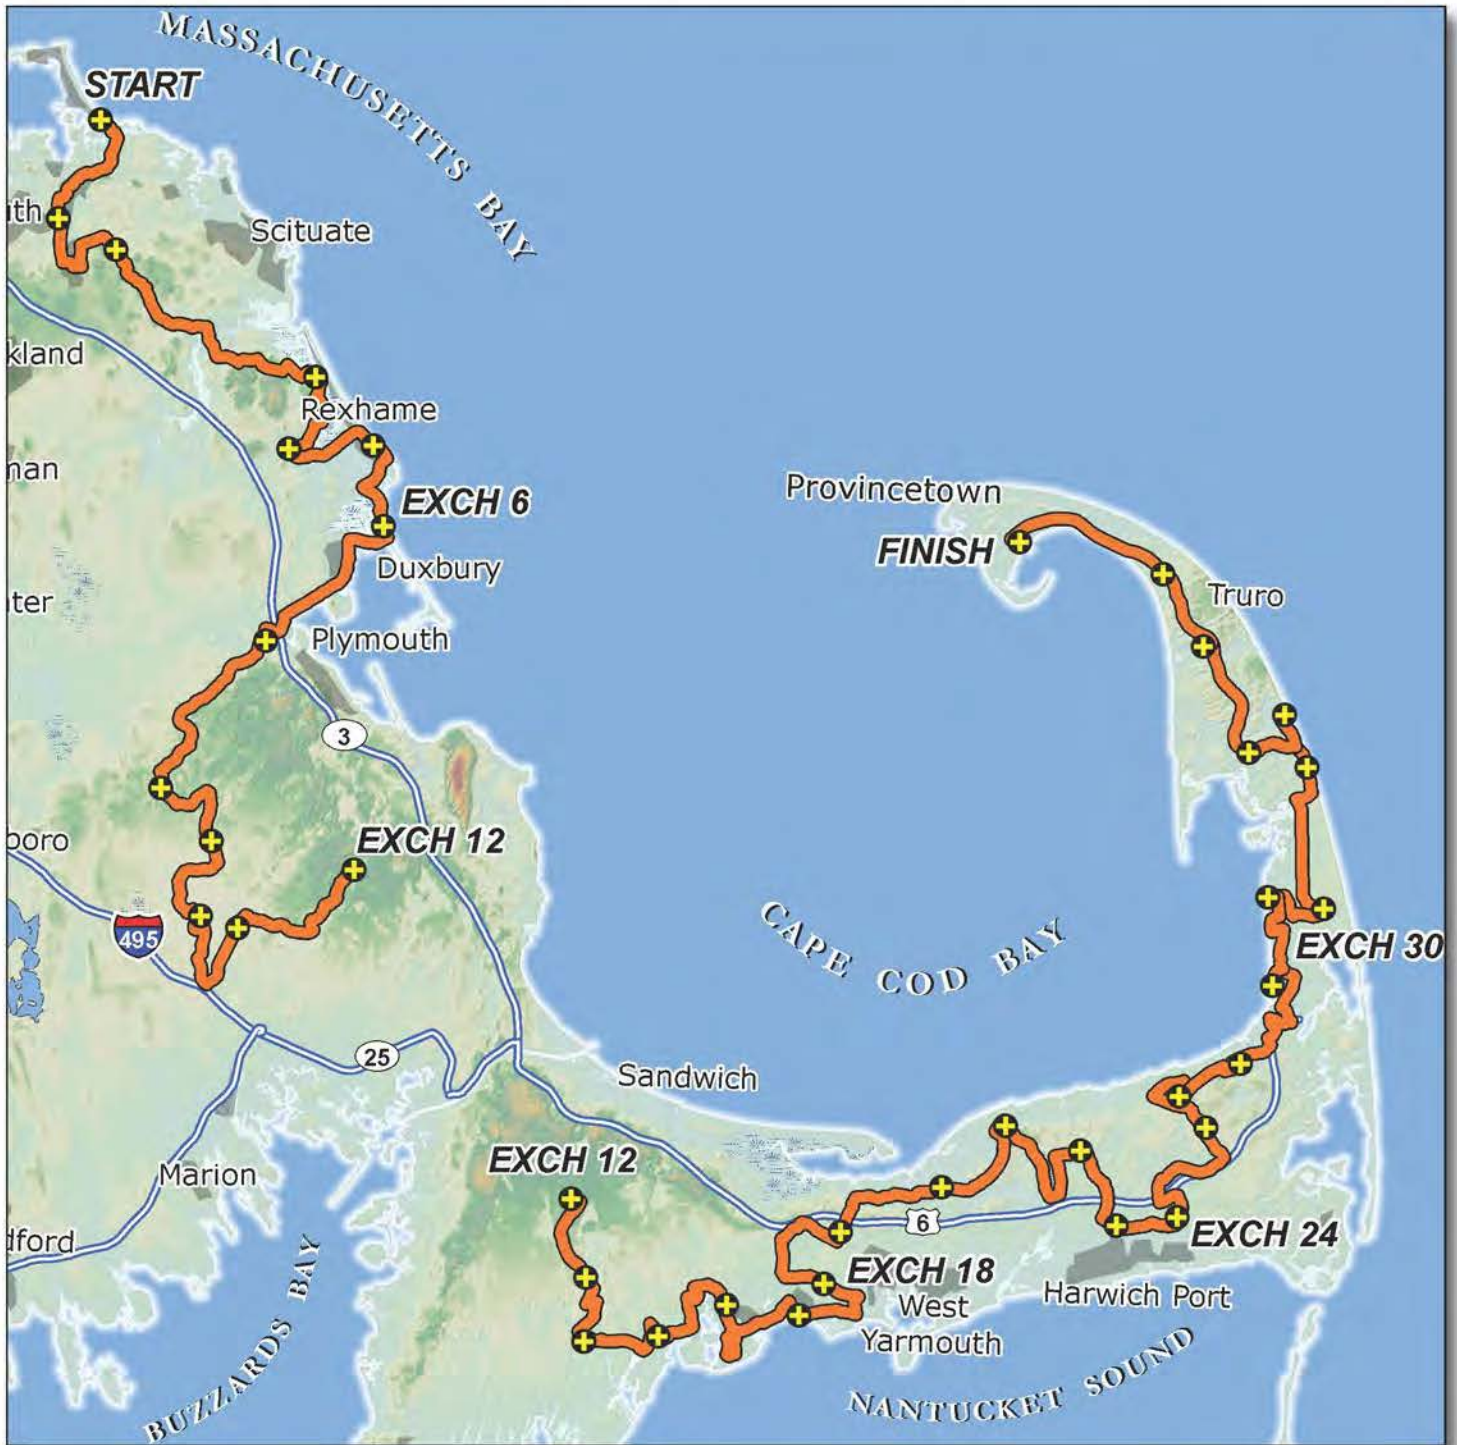 MASSACHUSETTS BAY
START
ith
Scituate
kland
Rexhame
nan
EXCH 6
Provincetown
FINISH
Duxbury
ter
Truro
Plymouth
3
boro
EXCH 12
495
CAPE COD BAY
EXCH 30
25
Sandwich
EXCH 12
Marion
6
EXCH 24
dford
EXCH 18
West
Yarmouth
Harwich Port
BUZZARDS BAY
NANTUCKET SOUND